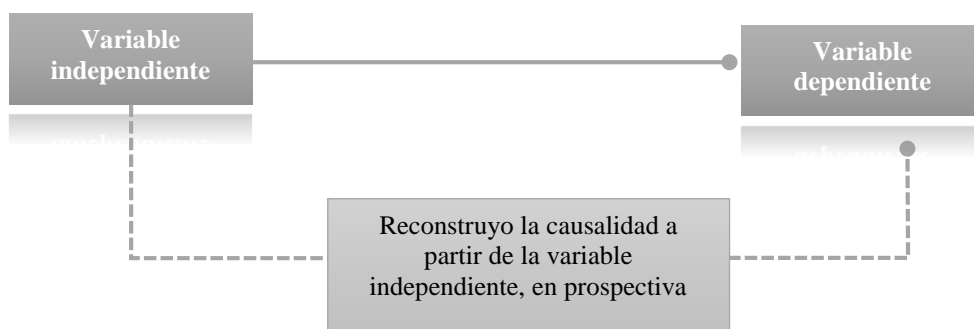 Variable
independiente
Variable
dependiente
Reconstruyo la causalidad a
partir de la variable
independiente, en prospectiva